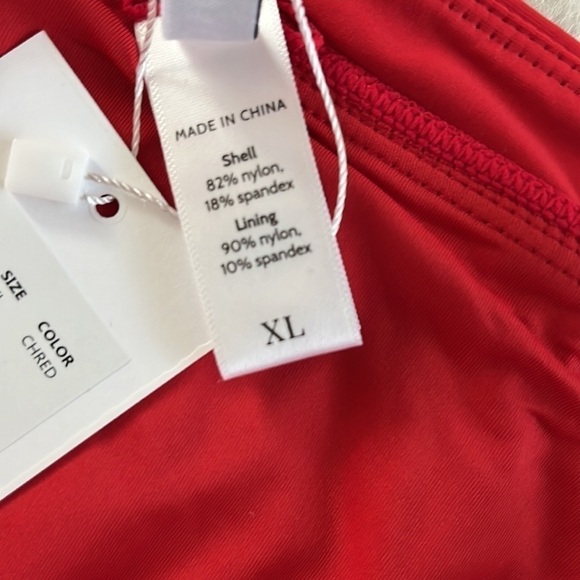 MADE IN CHINA
Shell
82% nylon,
18% spandex
Lining
90% nylon,
10% spandex
XL
SIZE
COLOR
CHRED